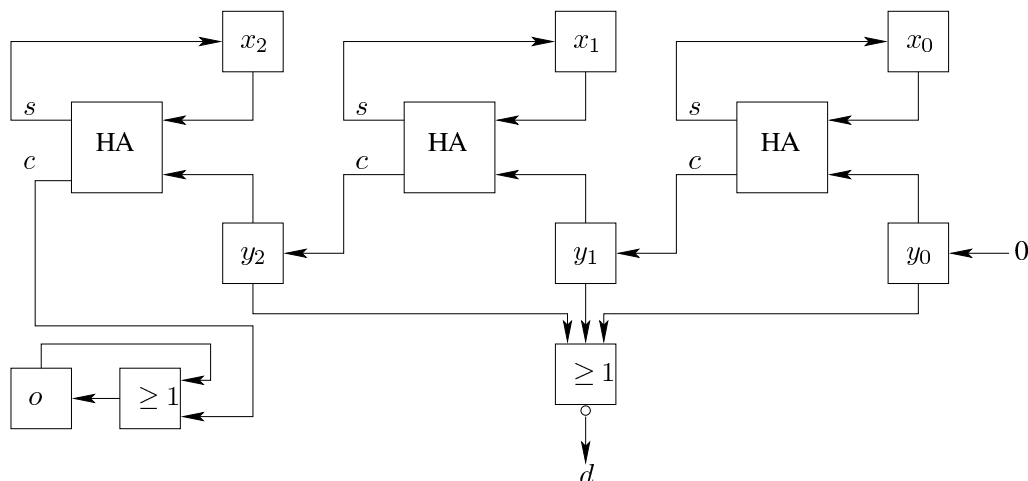 x₂ x₁ x₀
s s s
HA HA HA
c c c
y₂ y₁ y₀ 0
o ≥ 1 ≥ 1
d